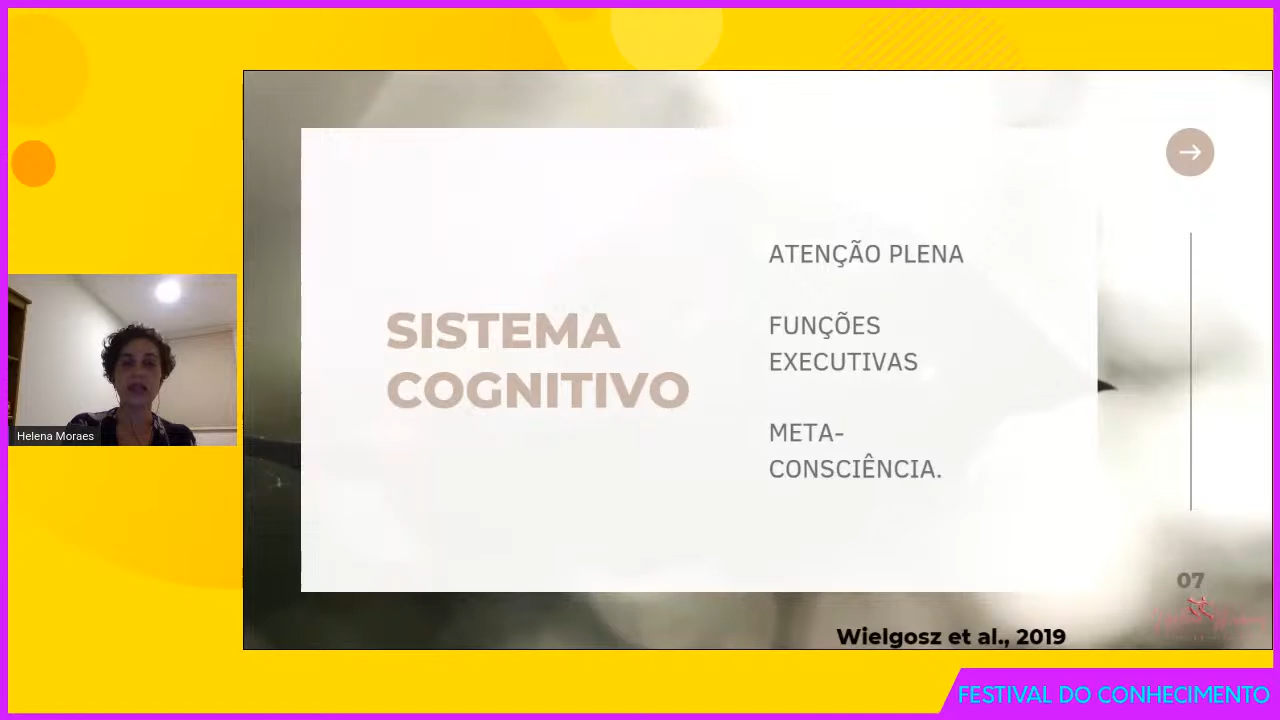 SISTEMA
COGNITIVO
ATENÇÃO PLENA
FUNÇÕES
EXECUTIVAS
META-
CONSCIÊNCIA.
07
Wielgosz et al., 2019
Helena Moraes
FESTIVAL DO CONHECIMENTO